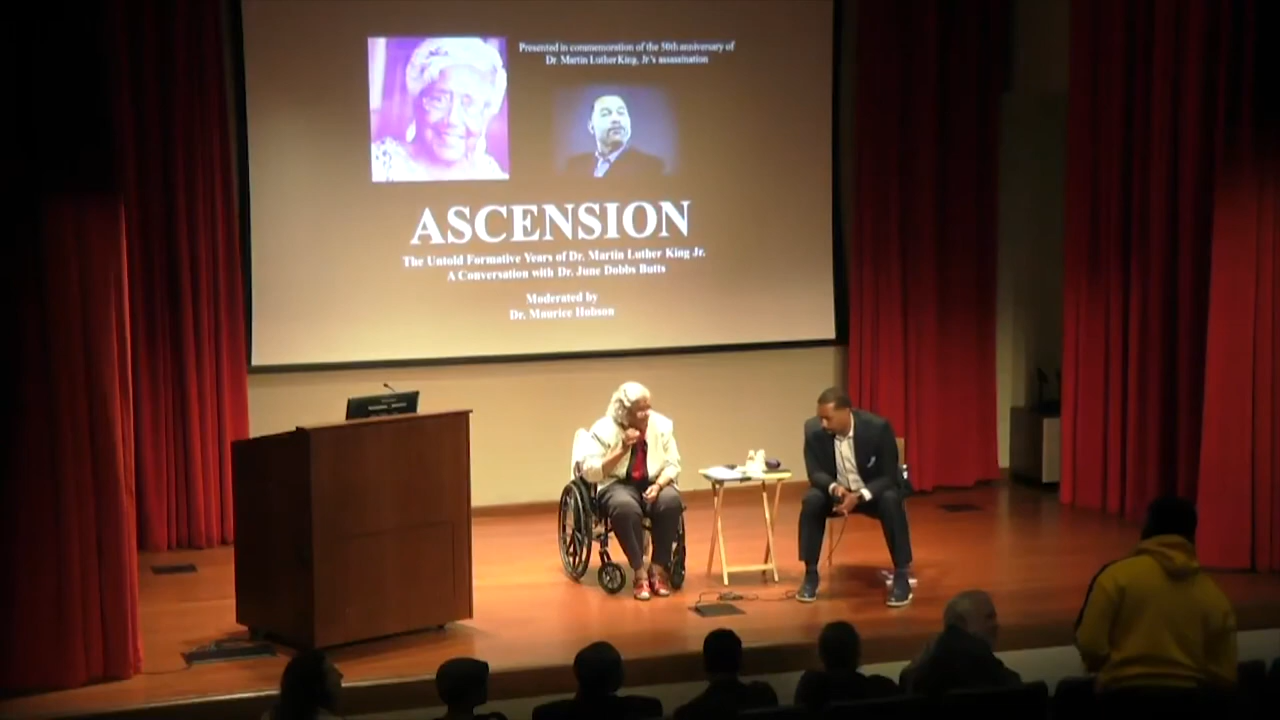 Presented in commemoration of the 50th anniversary of
Dr. Martin Luther King, Jr's assassination
ASCENSION
The Untold Formative Years of Dr. Martin Luther King Jr.
A Conversation with Dr. June Dobbs Butts
Moderated by
Dr. Maurice Hobson